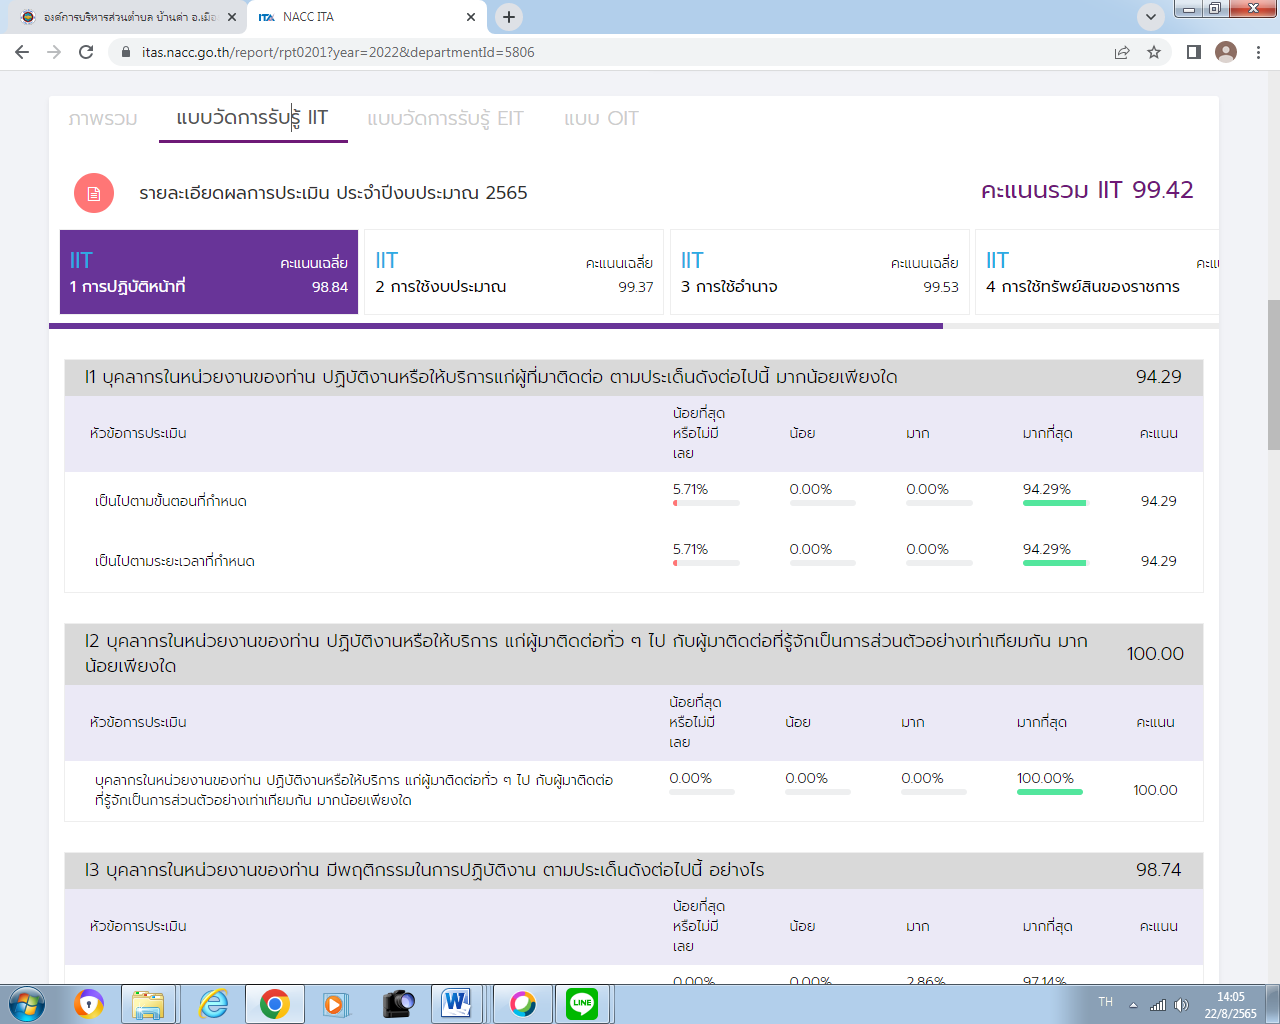 องค์การบริหารส่วนตำบล บ้านค่า อ.เมือ
ITA NACC ITA
itas.nacc.go.th/report/rpt0201?year=2022&departmentId=5806
ภาพรวม แบบวัดการรับรู้ IIT แบบวัดการรับรู้ EIT แบบ OIT
รายละเอียดผลการประเมิน ประจำปีงบประมาณ 2565 คะแนนรวม IIT 99.42
IIT คะแนนเฉลี่ย IIT คะแนนเฉลี่ย IIT คะแนนเฉลี่ย IIT คะแน
1 การปฏิบัติหน้าที่ 98.84 2 การใช้งบประมาณ 99.37 3 การใช้อำนาจ 99.53 4 การใช้ทรัพย์สินของราชการ
I1 บุคลากรในหน่วยงานของท่าน ปฏิบัติงานหรือให้บริการแก่ผู้ที่มาติดต่อ ตามประเด็นดังต่อไปนี้ มากน้อยเพียงใด 94.29
หัวข้อการประเมิน น้อยที่สุด
หรือไม่มี น้อย มาก มากที่สุด คะแนน
เลย
เป็นไปตามขั้นตอนที่กำหนด 5.71% 0.00% 0.00% 94.29% 94.29
เป็นไปตามระยะเวลาที่กำหนด 5.71% 0.00% 0.00% 94.29% 94.29
I2 บุคลากรในหน่วยงานของท่าน ปฏิบัติงานหรือให้บริการ แก่ผู้มาติดต่อทั่ว ๆ ไป กับผู้มาติดต่อที่รู้จักเป็นการส่วนตัวอย่างเท่าเทียมกัน มาก
น้อยเพียงใด 100.00
หัวข้อการประเมิน น้อยที่สุด
หรือไม่มี น้อย มาก มากที่สุด คะแนน
เลย
บุคลากรในหน่วยงานของท่าน ปฏิบัติงานหรือให้บริการ แก่ผู้มาติดต่อทั่ว ๆ ไป กับผู้มาติดต่อ 0.00% 0.00% 0.00% 100.00% 100.00
ที่รู้จักเป็นการส่วนตัวอย่างเท่าเทียมกัน มากน้อยเพียงใด
I3 บุคลากรในหน่วยงานของท่าน มีพฤติกรรมในการปฏิบัติงาน ตามประเด็นดังต่อไปนี้ อย่างไร 98.74
หัวข้อการประเมิน น้อยที่สุด
หรือไม่มี น้อย มาก มากที่สุด คะแนน
เลย
0.00% 0.00% 2.86% 97.14%
LINE TH 14:05
22/8/2565